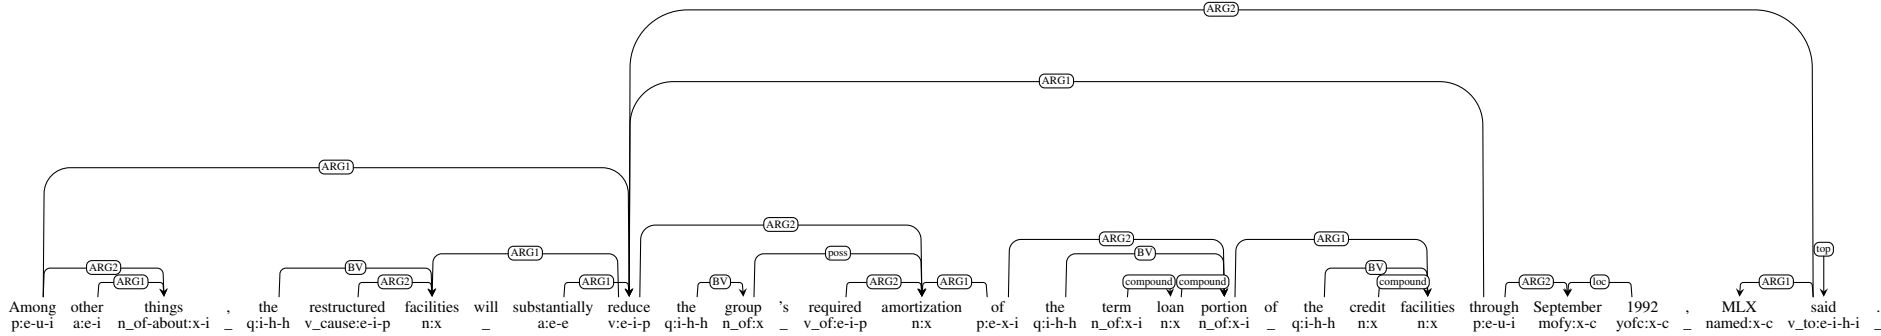 ARG2
ARG1
ARG1
ARG2
ARG1 poss ARG2 ARG1 top
ARG2 BV ARG1 BV BV
ARG1 ARG2 ARG1 BV ARG2 ARG1 compound compound compound ARG2 loc ARG1
Among other things , the restructured facilities will substantially reduce the group 's required amortization of the term loan portion of the credit facilities through September 1992 , MLX said .
p:e-u-i a:e-i n_of-about:x-i _ q:i-h-h v_cause:e-i-p n:x _ a:e-e v:e-i-p q:i-h-h n_of:x _ v_of:e-i-p n:x p:e-x-i q:i-h-h n_of:x-i n:x n_of:x-i _ q:i-h-h n:x n:x p:e-u-i mofy:x-c yofc:x-c _ named:x-c v_to:e-i-h-i _